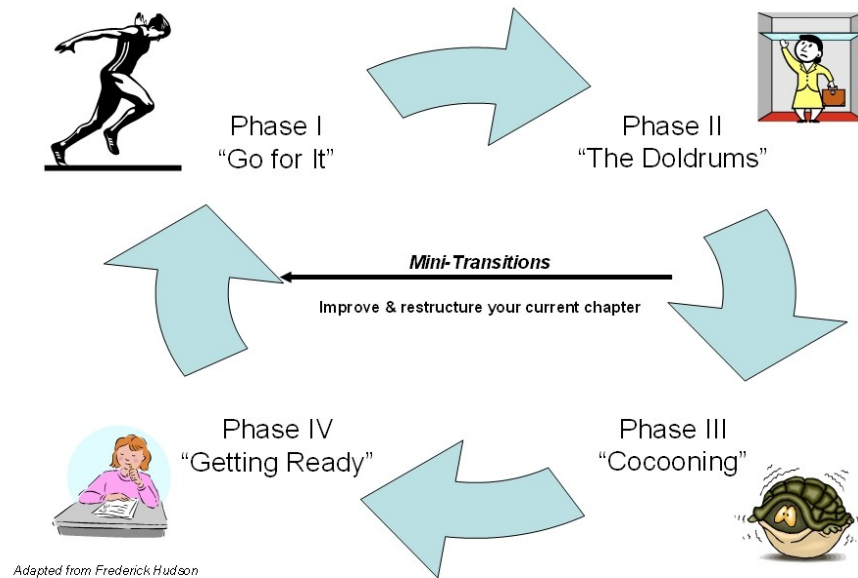 Phase I
“Go for It”
Phase II
“The Doldrums”
Mini-Transitions
Improve & restructure your current chapter
Phase IV
“Getting Ready”
Phase III
“Cocooning”
Adapted from Frederick Hudson